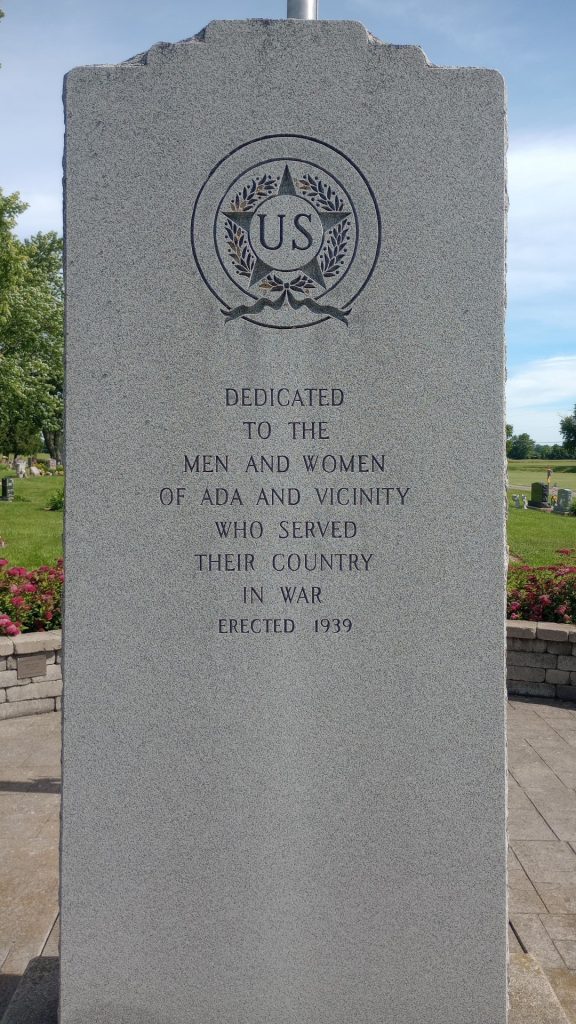 US
DEDICATED
TO THE
MEN AND WOMEN
OF ADA AND VICINITY
WHO SERVED
THEIR COUNTRY
IN WAR
ERECTED 1939